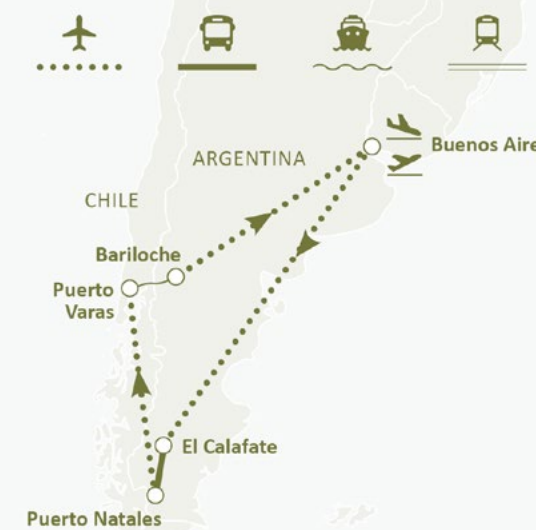 Buenos Aire
ARGENTINA
CHILE
Bariloche
Puerto
Varas
El Calafate
Puerto Natales